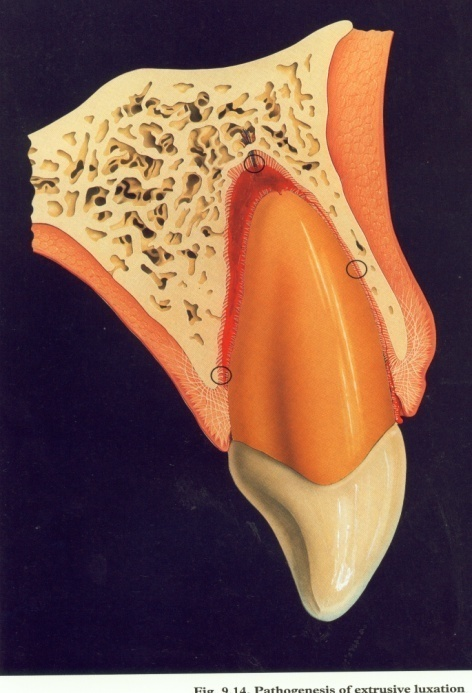 Fig. 9.14. Pathogenesis of extrusive luxation